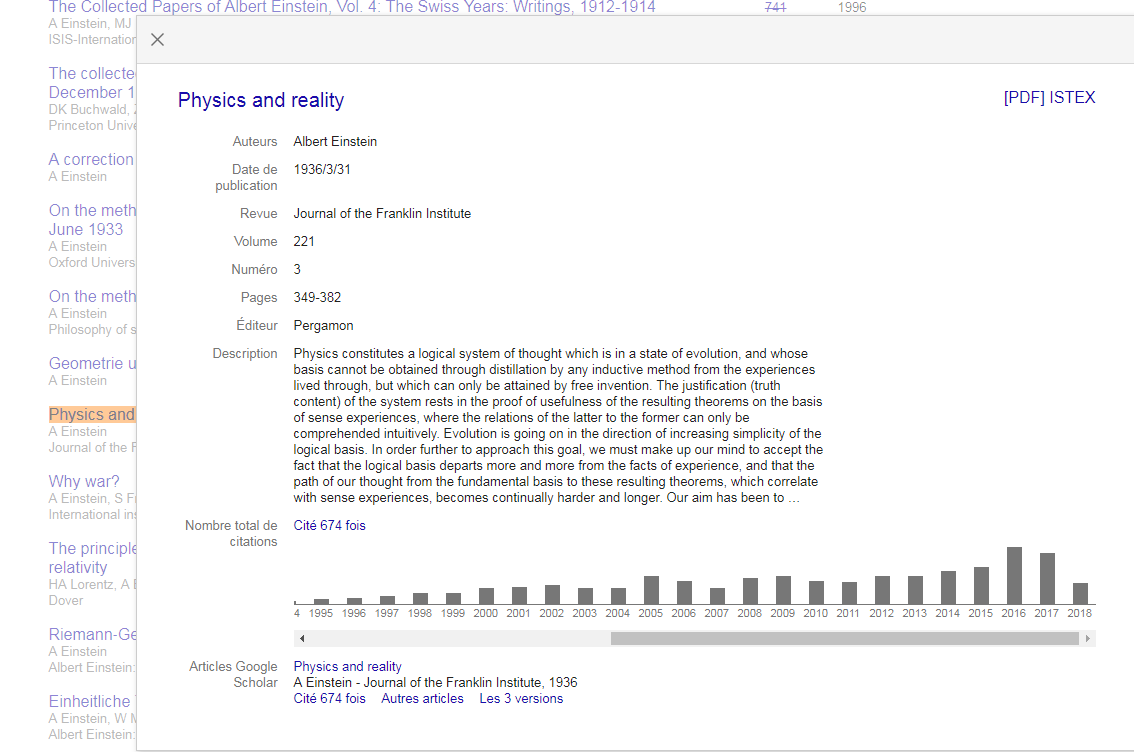 The Collected Papers of Albert Einstein, Vol. 4: The Swiss Years: Writings, 1912-1914 741 1996
A Einstein, MJ
ISIS-Internation
The collecte
December 1
DK Buchwald,
Princeton Unive
A correction
A Einstein
On the meth
June 1933
A Einstein
Oxford Univers
On the meth
A Einstein
Philosophy of s
Geometrie u
A Einstein
Physics and
A Einstein
Journal of the F
Why war?
A Einstein, S F
International ins
The principle
relativity
HA Lorentz, A E
Dover
Riemann-Ge
A Einstein
Albert Einstein:
Einheitliche
A Einstein, W M
Albert Einstein:
Physics and reality
[PDF] ISTEX
Auteurs Albert Einstein
Date de 1936/3/31
publication
Revue Journal of the Franklin Institute
Volume 221
Numéro 3
Pages 349-382
Éditeur Pergamon
Description Physics constitutes a logical system of thought which is in a state of evolution, and whose
basis cannot be obtained through distillation by any inductive method from the experiences
lived through, but which can only be attained by free invention. The justification (truth
content) of the system rests in the proof of usefulness of the resulting theorems on the basis
of sense experiences, where the relations of the latter to the former can only be
comprehended intuitively. Evolution is going on in the direction of increasing simplicity of the
logical basis. In order further to approach this goal, we must make up our mind to accept the
fact that the logical basis departs more and more from the facts of experience, and that the
path of our thought from the fundamental basis to these resulting theorems, which correlate
with sense experiences, becomes continually harder and longer. Our aim has been to …
Nombre total de Cité 674 fois
citations
4 1995 1996 1997 1998 1999 2000 2001 2002 2003 2004 2005 2006 2007 2008 2009 2010 2011 2012 2013 2014 2015 2016 2017 2018
Articles Google Physics and reality
Scholar A Einstein - Journal of the Franklin Institute, 1936
Cité 674 fois Autres articles Les 3 versions